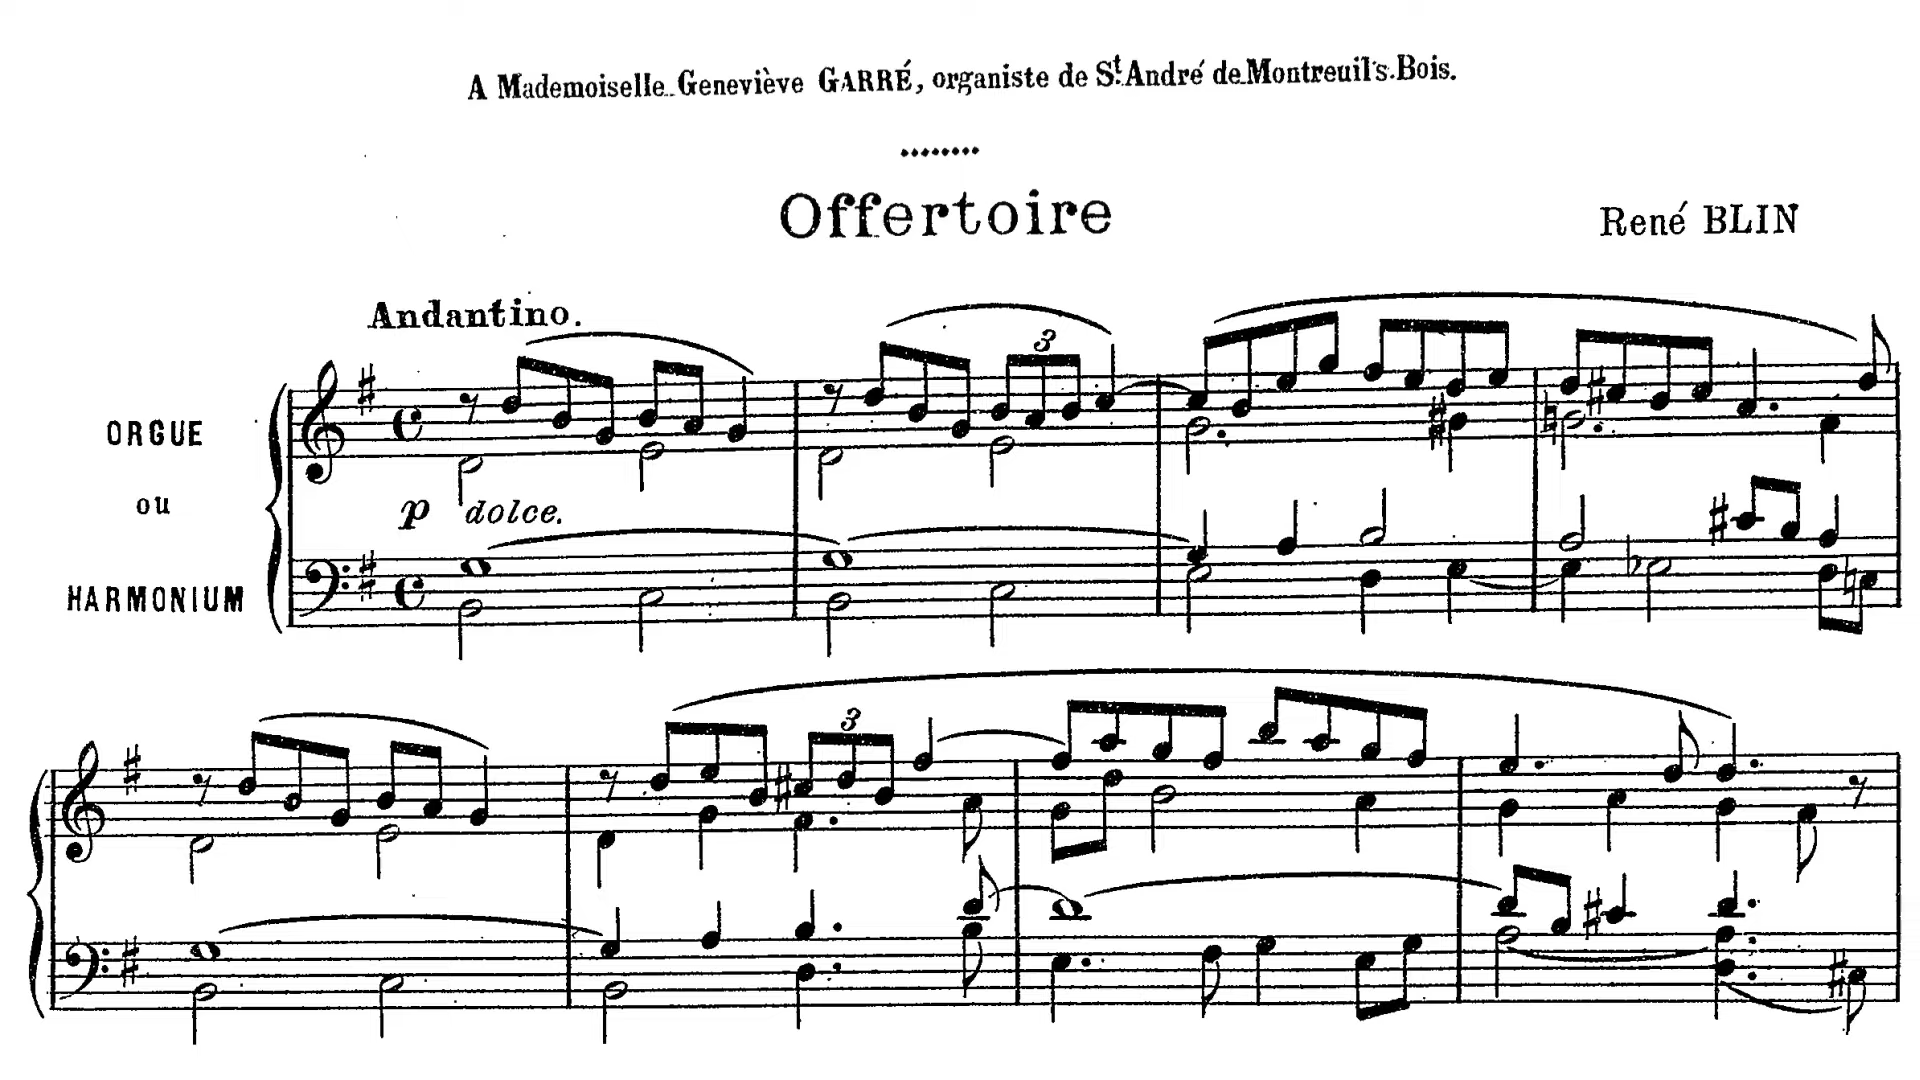 A Mademoiselle Geneviève GARRÉ, organiste de St. André de Montreuil s. Bois.
Offertoire
René BLIN
Andantino.
3
ORGUE
ou
HARMONIUM
p dolce.
3